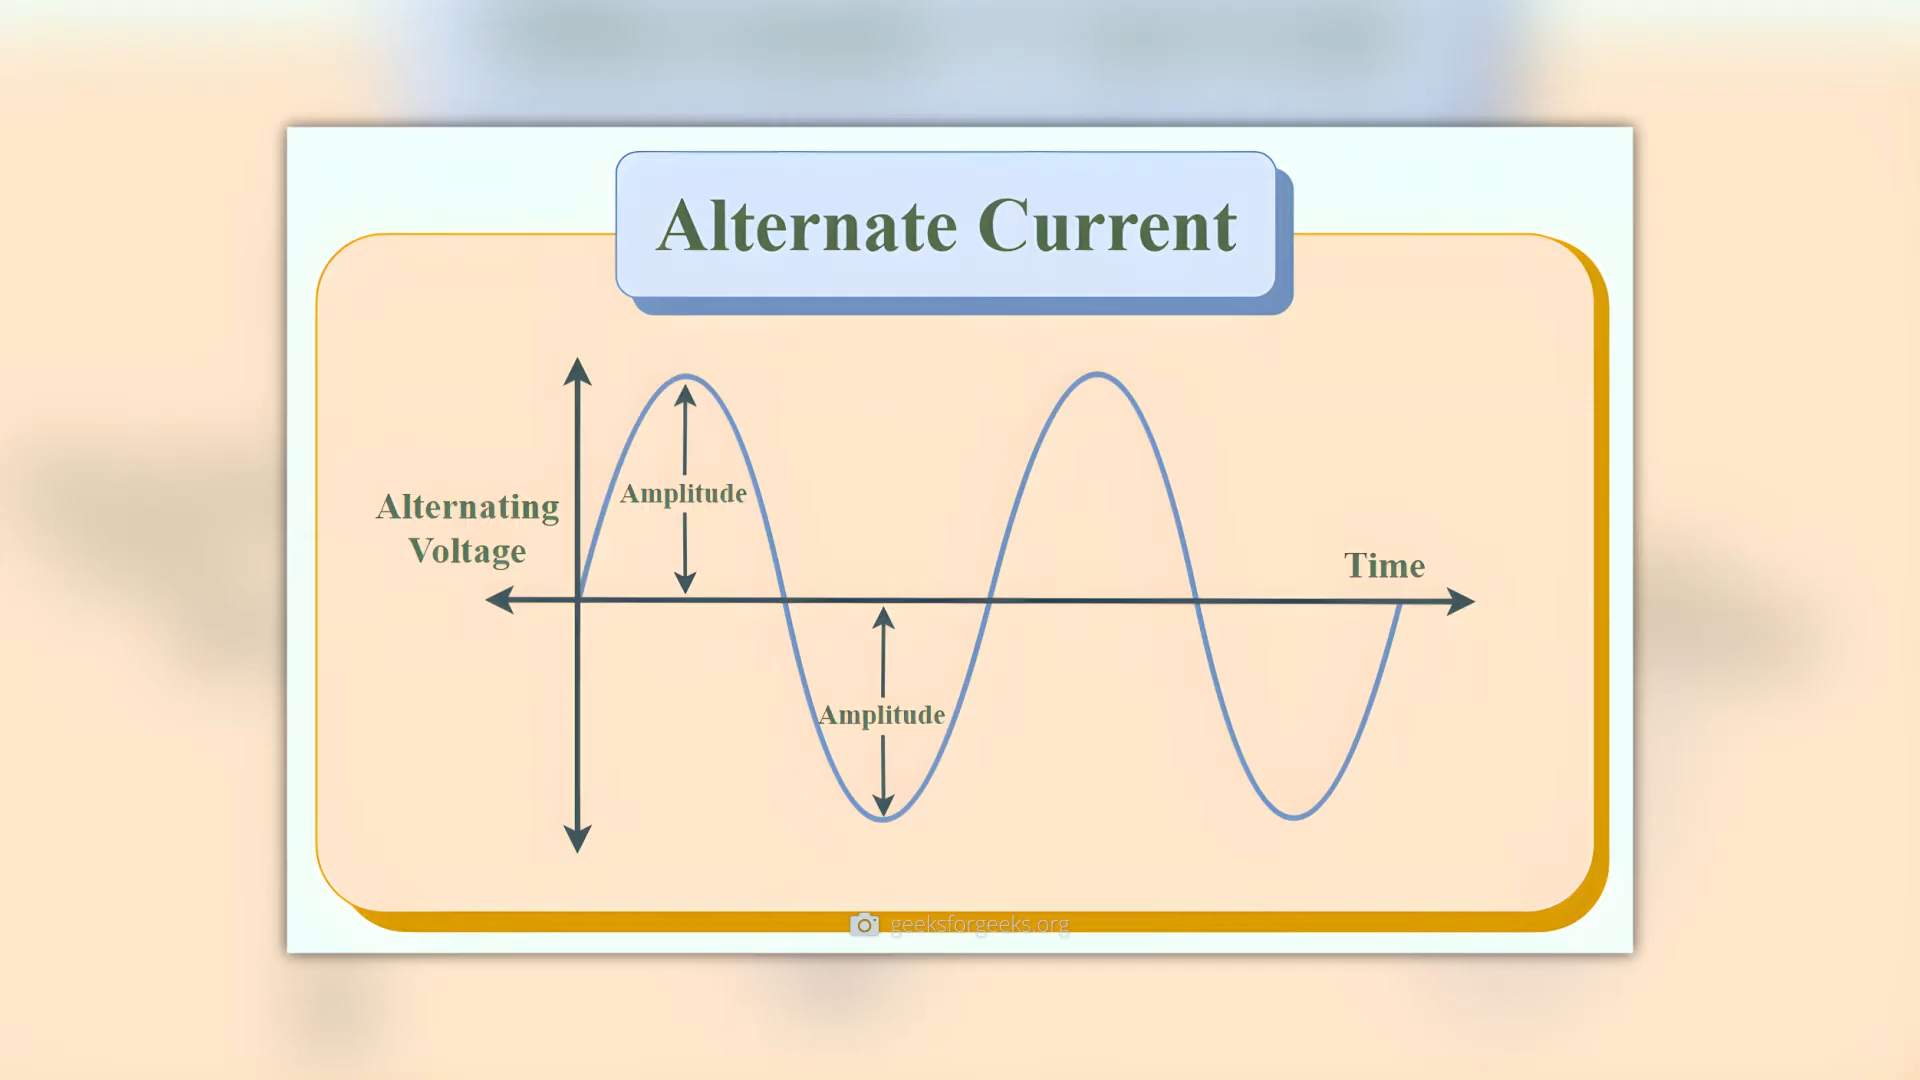 Alternate Current
Amplitude
Alternating
Voltage
Time
Amplitude
geeksforgeeks.org